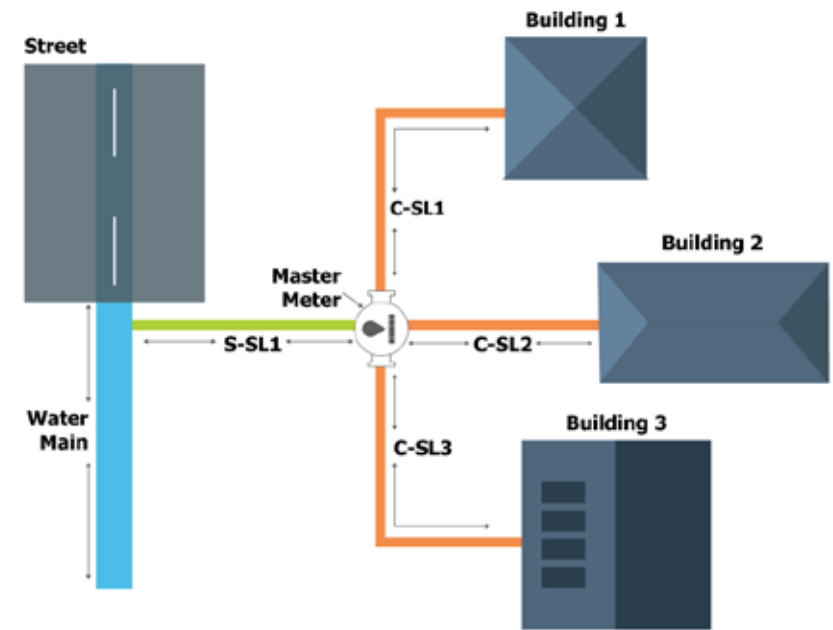 Building 1
Street
C-SL1
Building 2
Master
Meter
S-SL1
C-SL2
Water
Main
Building 3
C-SL3